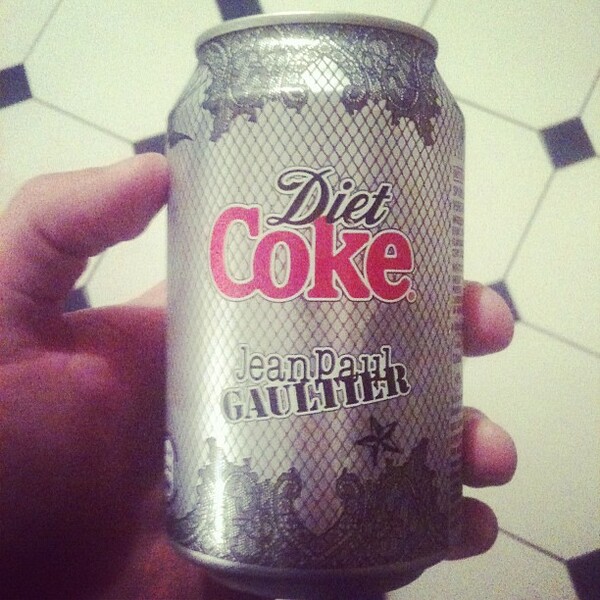 Diet
Coke
Jean Paul
GAULTIER